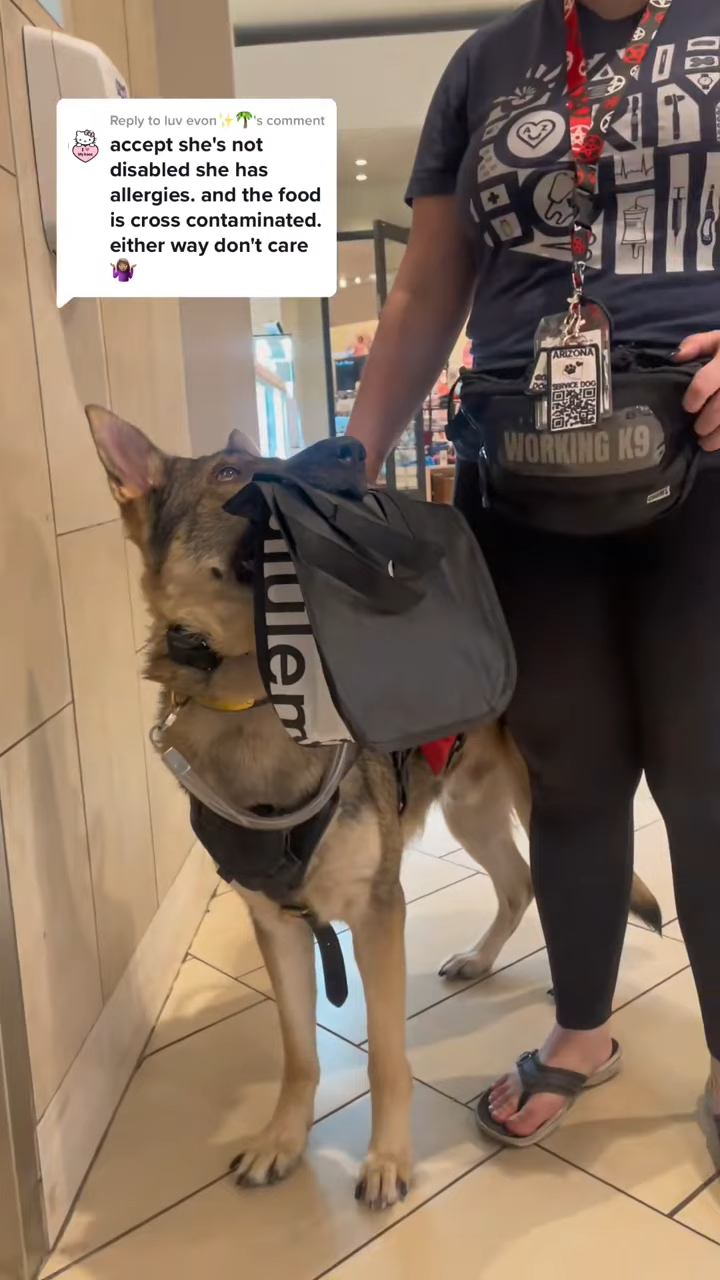 Reply to luv evon✨🌴's comment
accept she's not
disabled she has
allergies. and the food
is cross contaminated.
either way don't care
🤷🏾‍♀️
ARIZONA
SERVICE DOG
WORKING K9
lulem